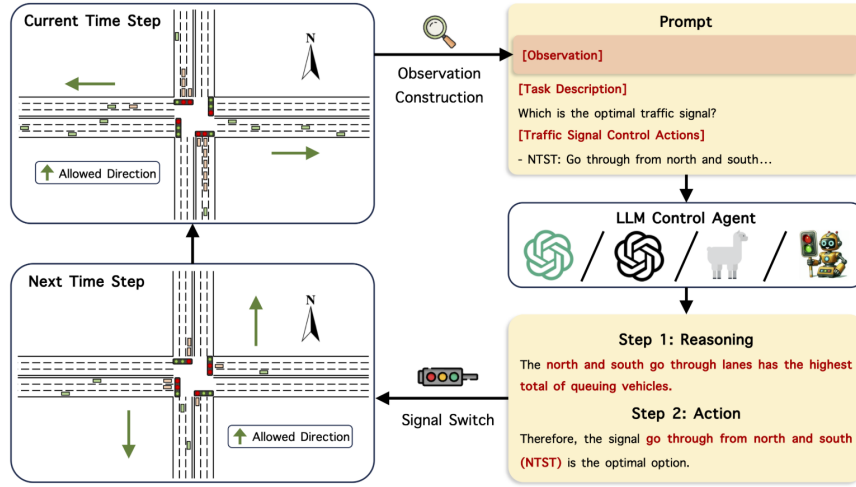 Current Time Step
N
Allowed Direction
Observation
Construction
Prompt
[Observation]
[Task Description]
Which is the optimal traffic signal?
[Traffic Signal Control Actions]
- NTST: Go through from north and south...
LLM Control Agent
Step 1: Reasoning
The north and south go through lanes has the highest
total of queuing vehicles.
Step 2: Action
Therefore, the signal go through from north and south
(NTST) is the optimal option.
Signal Switch
Next Time Step
N
Allowed Direction